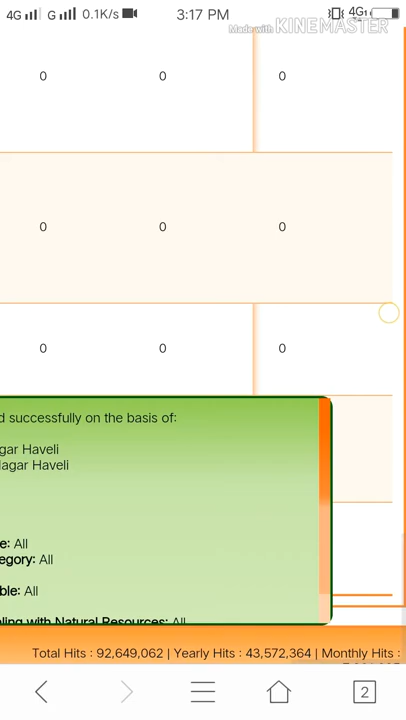 4G G 0.1K/s 3:17 PM 4G
Made with KINEMASTER
0 0 0
0 0 0
0 0 0
d successfully on the basis of:
gar Haveli
Nagar Haveli
e: All
egory: All
ble: All
ling with Natural Resources: All
Total Hits : 92,649,062 | Yearly Hits : 43,572,364 | Monthly Hits :
2